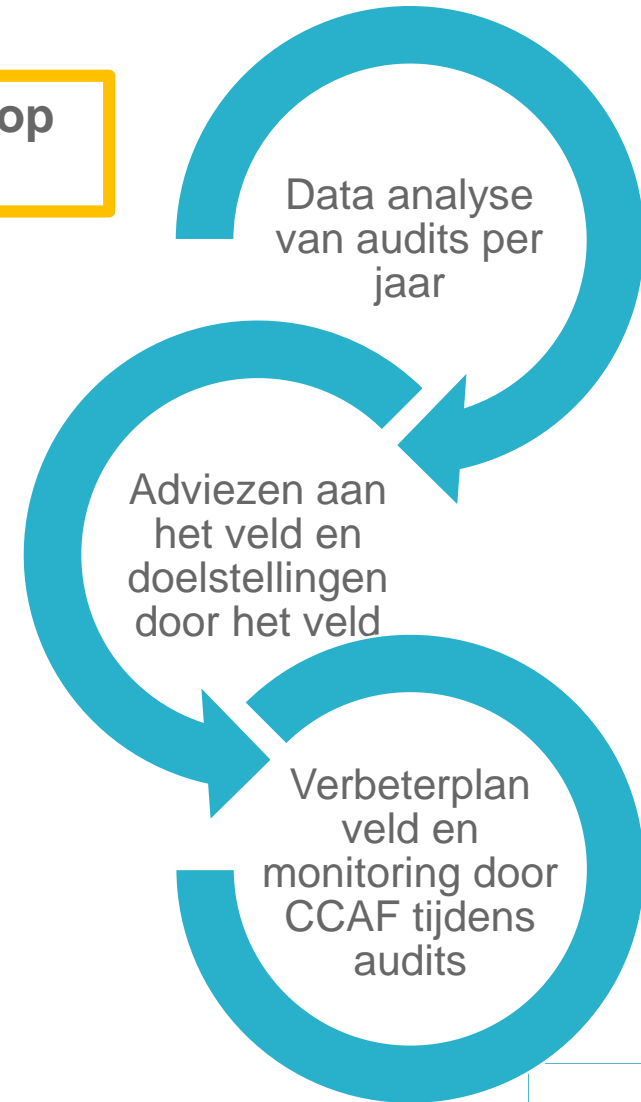 op
Data analyse
van audits per
jaar
Adviezen aan
het veld en
doelstellingen
door het veld
Verbeterplan
veld en
monitoring door
CCAF tijdens
audits